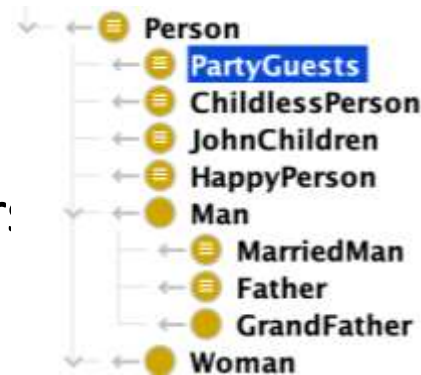 Person
PartyGuests
ChildlessPerson
JohnChildren
HappyPerson
Man
MarriedMan
Father
GrandFather
Woman